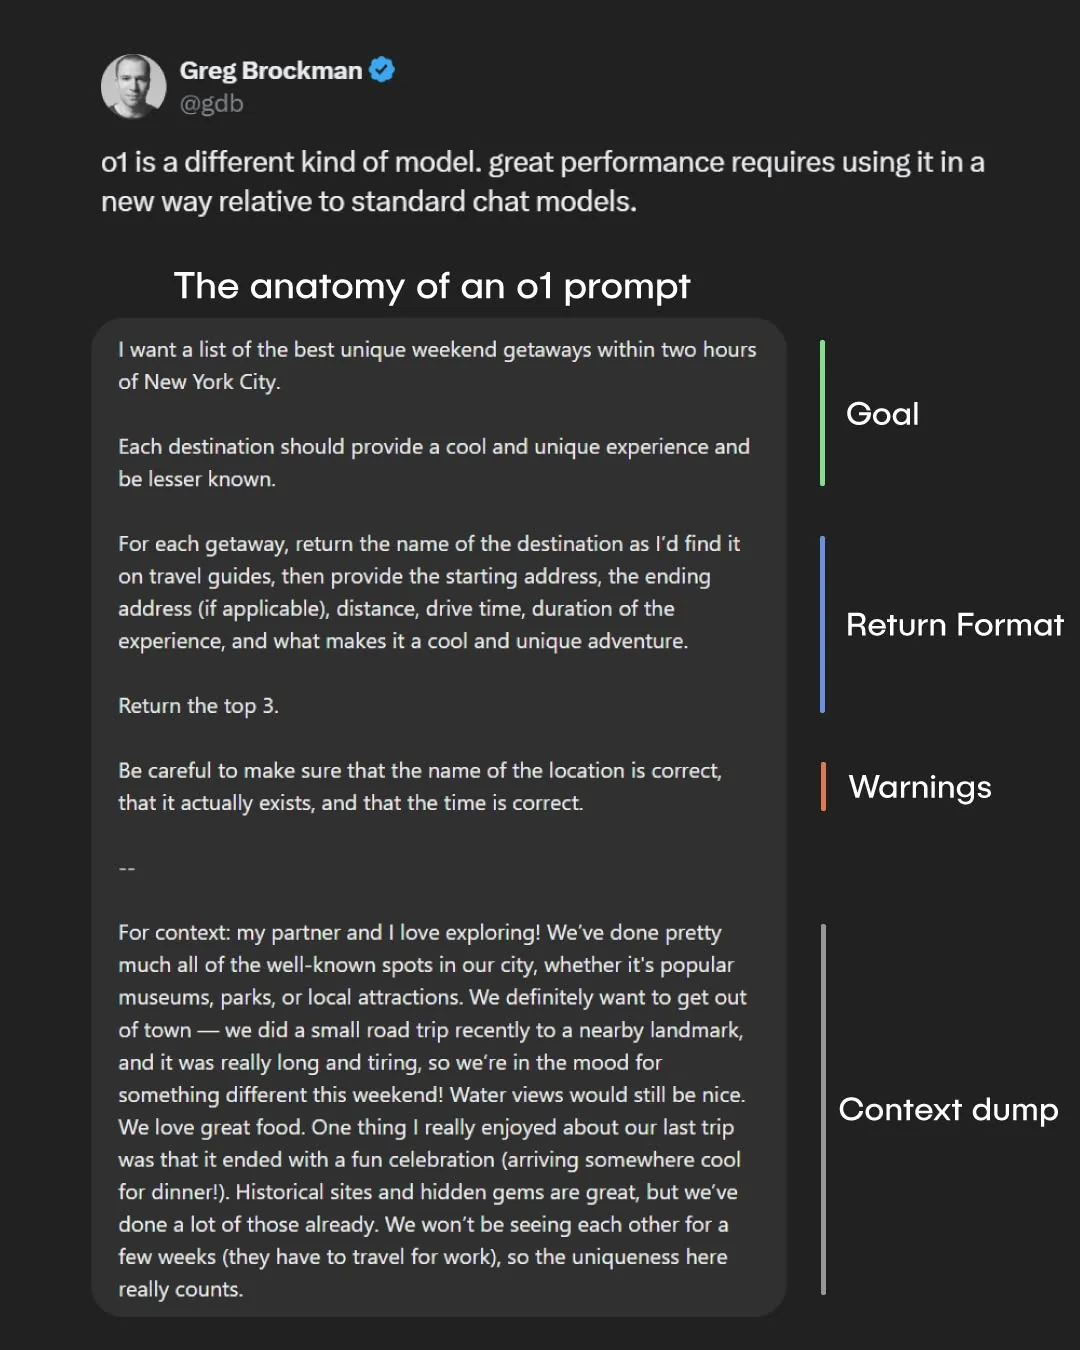 Greg Brockman
@gdb
o1 is a different kind of model. great performance requires using it in a
new way relative to standard chat models.
The anatomy of an o1 prompt
I want a list of the best unique weekend getaways within two hours
of New York City.
Each destination should provide a cool and unique experience and
be lesser known.
Goal
For each getaway, return the name of the destination as I'd find it
on travel guides, then provide the starting address, the ending
address (if applicable), distance, drive time, duration of the
experience, and what makes it a cool and unique adventure.
Return the top 3.
Return Format
Be careful to make sure that the name of the location is correct,
that it actually exists, and that the time is correct.
Warnings
--
For context: my partner and I love exploring! We've done pretty
much all of the well-known spots in our city, whether it's popular
museums, parks, or local attractions. We definitely want to get out
of town — we did a small road trip recently to a nearby landmark,
and it was really long and tiring, so we're in the mood for
something different this weekend! Water views would still be nice.
We love great food. One thing I really enjoyed about our last trip
was that it ended with a fun celebration (arriving somewhere cool
for dinner!). Historical sites and hidden gems are great, but we've
done a lot of those already. We won't be seeing each other for a
few weeks (they have to travel for work), so the uniqueness here
really counts.
Context dump